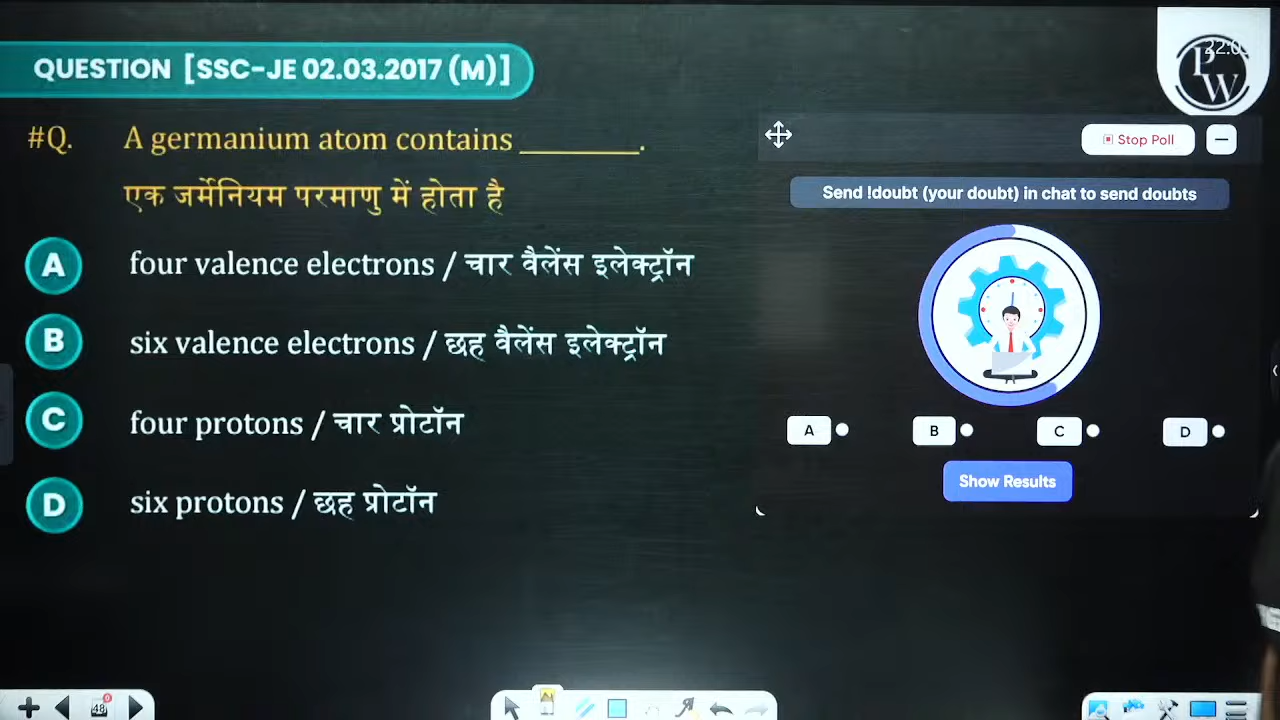 QUESTION [SSC-JE 02.03.2017 (M)]
#Q. A germanium atom contains ________.
एक जर्मेनियम परमाणु में होता है
A four valence electrons / चार वैलेंस इलेक्ट्रॉन
B six valence electrons / छह वैलेंस इलेक्ट्रॉन
C four protons / चार प्रोटॉन
D six protons / छह प्रोटॉन
PW
Stop Poll
Send !doubt (your doubt) in chat to send doubts
A B C D
Show Results
48